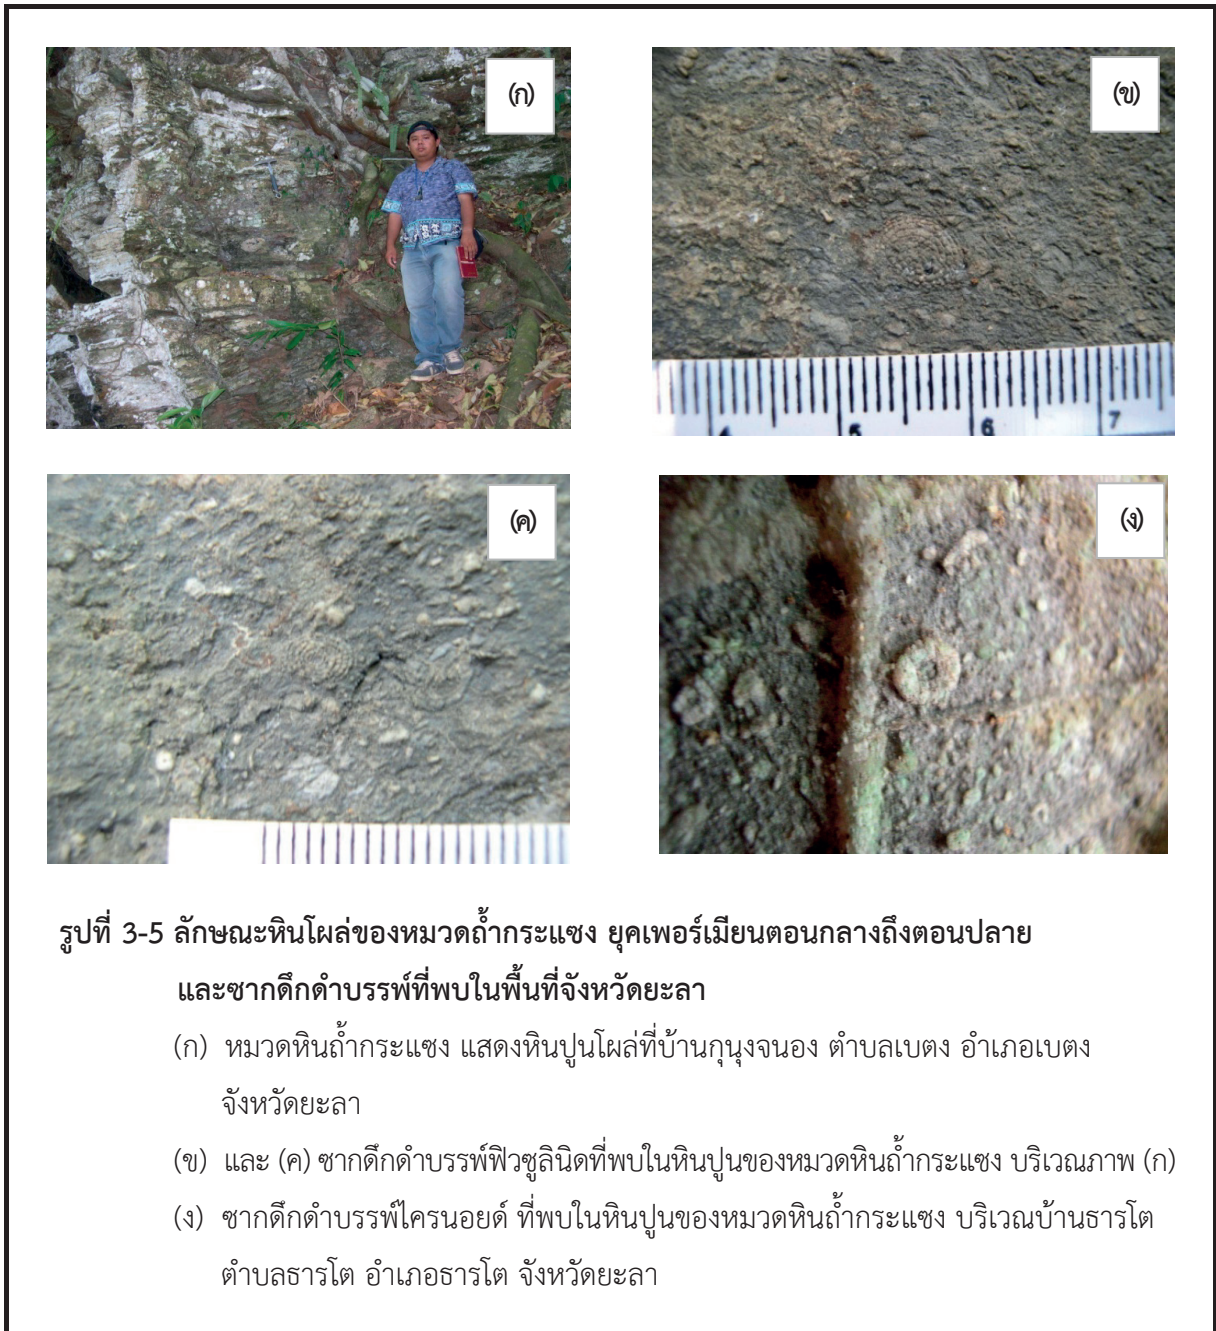 (ก)
(ข)
4 5 6 7
(ค)
(ง)
รูปที่ 3-5 ลักษณะหินโผล่ของหมวดถ้ำกระแซง ยุคเพอร์เมียนตอนกลางถึงตอนปลาย
และซากดึกดำบรรพ์ที่พบในพื้นที่จังหวัดยะลา
(ก) หมวดหินถ้ำกระแซง แสดงหินปูนโผล่ที่บ้านกุนุงจนอง ตำบลเบตง อำเภอเบตง
จังหวัดยะลา
(ข) และ (ค) ซากดึกดำบรรพ์ฟิวซูลินิดที่พบในหินปูนของหมวดหินถ้ำกระแซง บริเวณภาพ (ก)
(ง) ซากดึกดำบรรพ์ไครนอยด์ ที่พบในหินปูนของหมวดหินถ้ำกระแซง บริเวณบ้านธารโต
ตำบลธารโต อำเภอธารโต จังหวัดยะลา